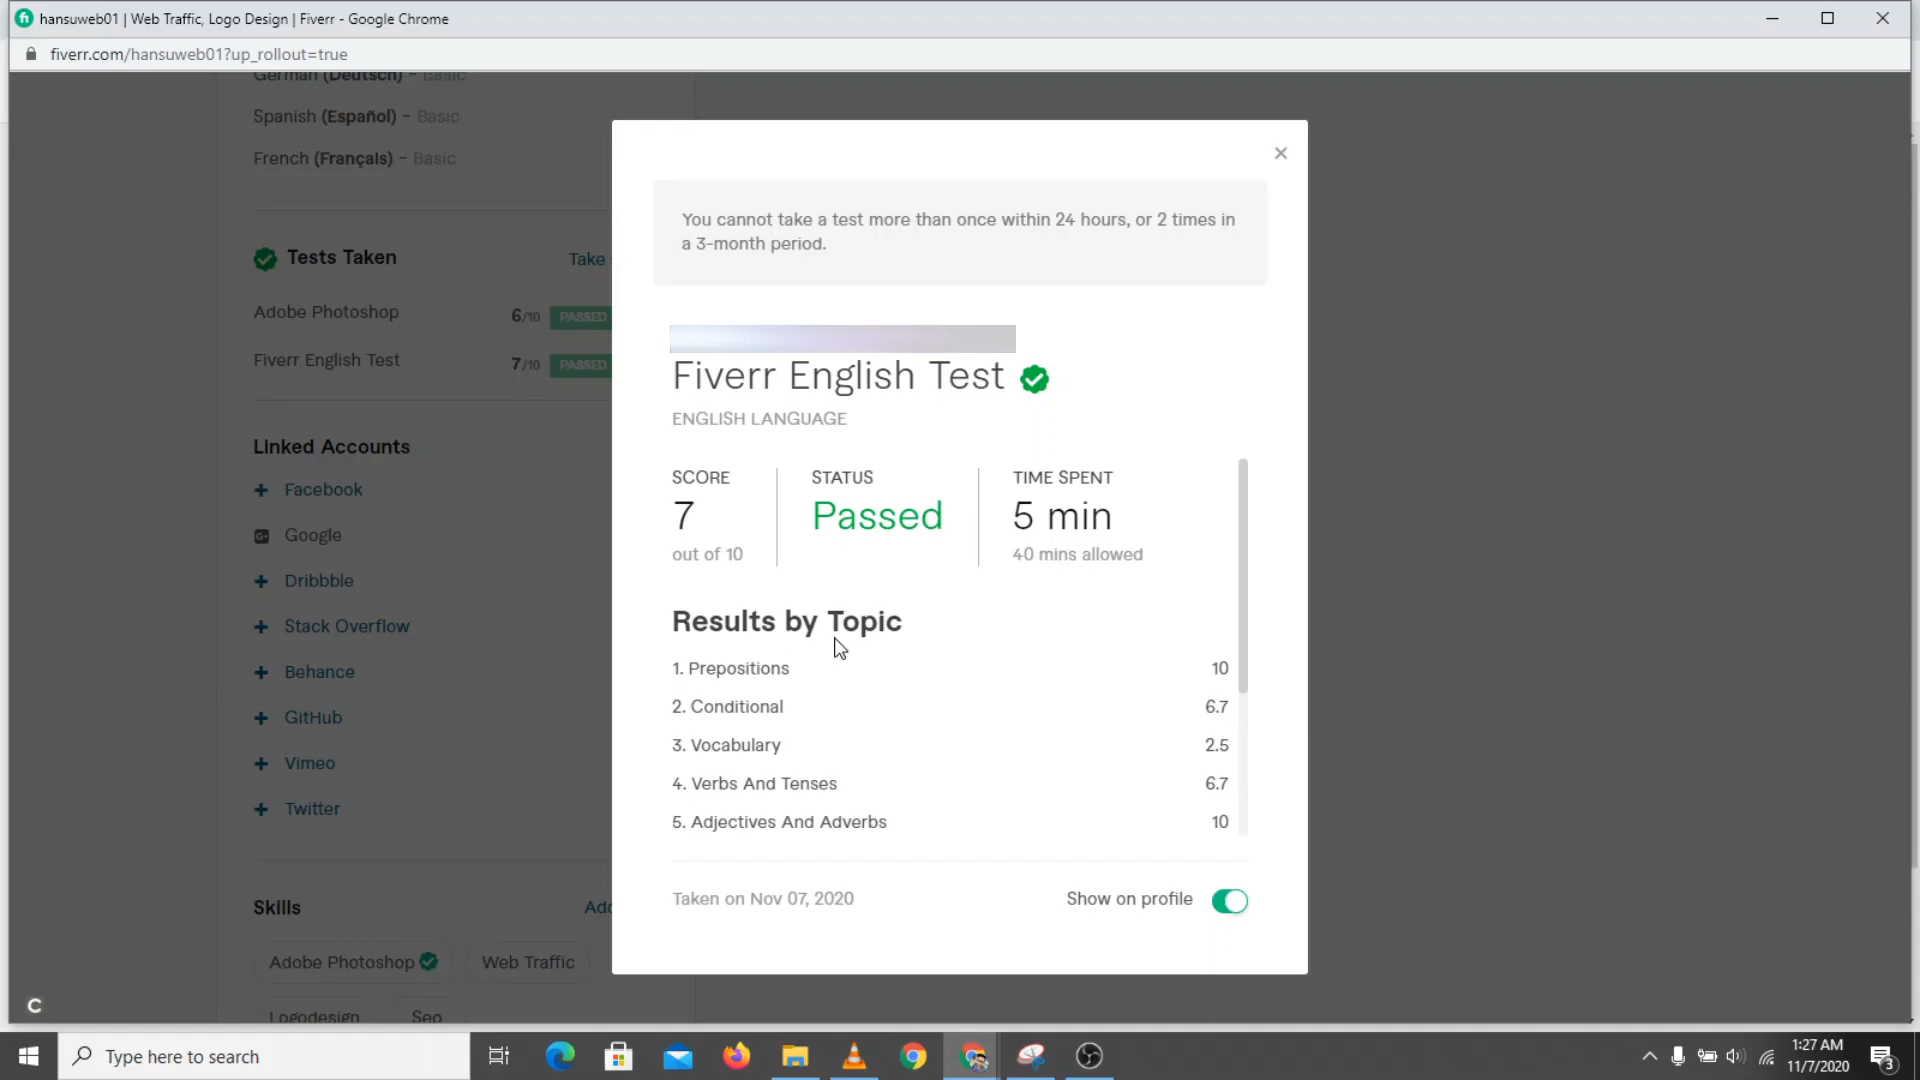 hansuweb01 | Web Traffic, Logo Design | Fiverr - Google Chrome
fiverr.com/hansuweb01?up_rollout=true
German (Deutsch) - Basic
Spanish (Español) - Basic
French (Français) - Basic
Tests Taken
Take
Adobe Photoshop 6/10 PASSED
Fiverr English Test 7/10 PASSED
Linked Accounts
Facebook
Google
Dribbble
Stack Overflow
Behance
GitHub
Vimeo
Twitter
Skills
Add
Adobe Photoshop
Web Traffic
Logodesign
Seo
You cannot take a test more than once within 24 hours, or 2 times in
a 3-month period.
Fiverr English Test
ENGLISH LANGUAGE
SCORE
7
out of 10
STATUS
Passed
TIME SPENT
5 min
40 mins allowed
Results by Topic
1. Prepositions 10
2. Conditional 6.7
3. Vocabulary 2.5
4. Verbs And Tenses 6.7
5. Adjectives And Adverbs 10
Taken on Nov 07, 2020
Show on profile
C
Type here to search
1:27 AM
11/7/2020
3